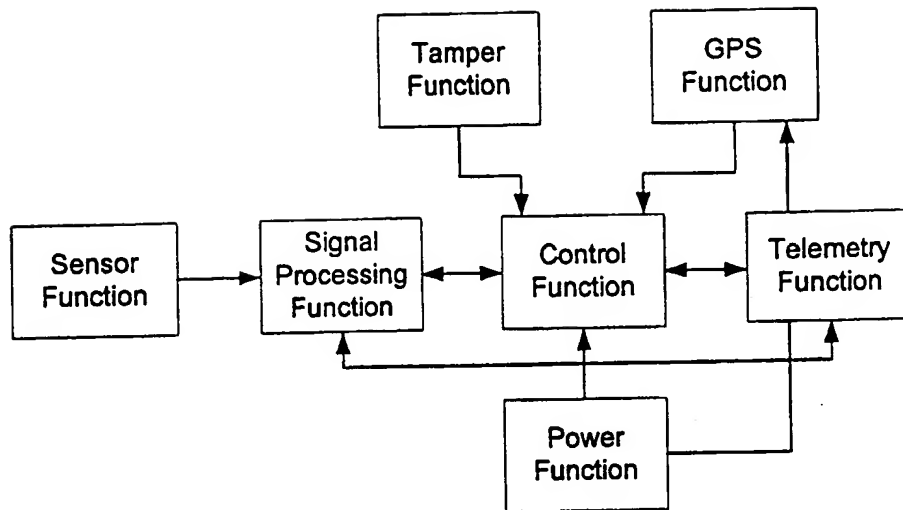 Tamper
Function
GPS
Function
Sensor
Function
Signal
Processing
Function
Control
Function
Telemetry
Function
Power
Function